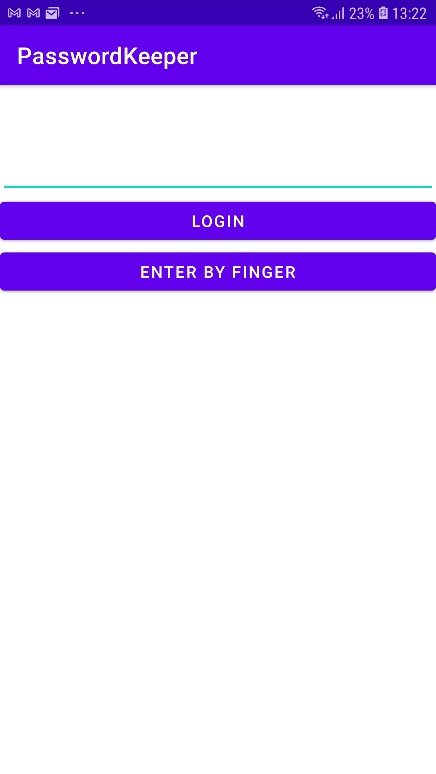 23% 13:22
PasswordKeeper
LOGIN
ENTER BY FINGER